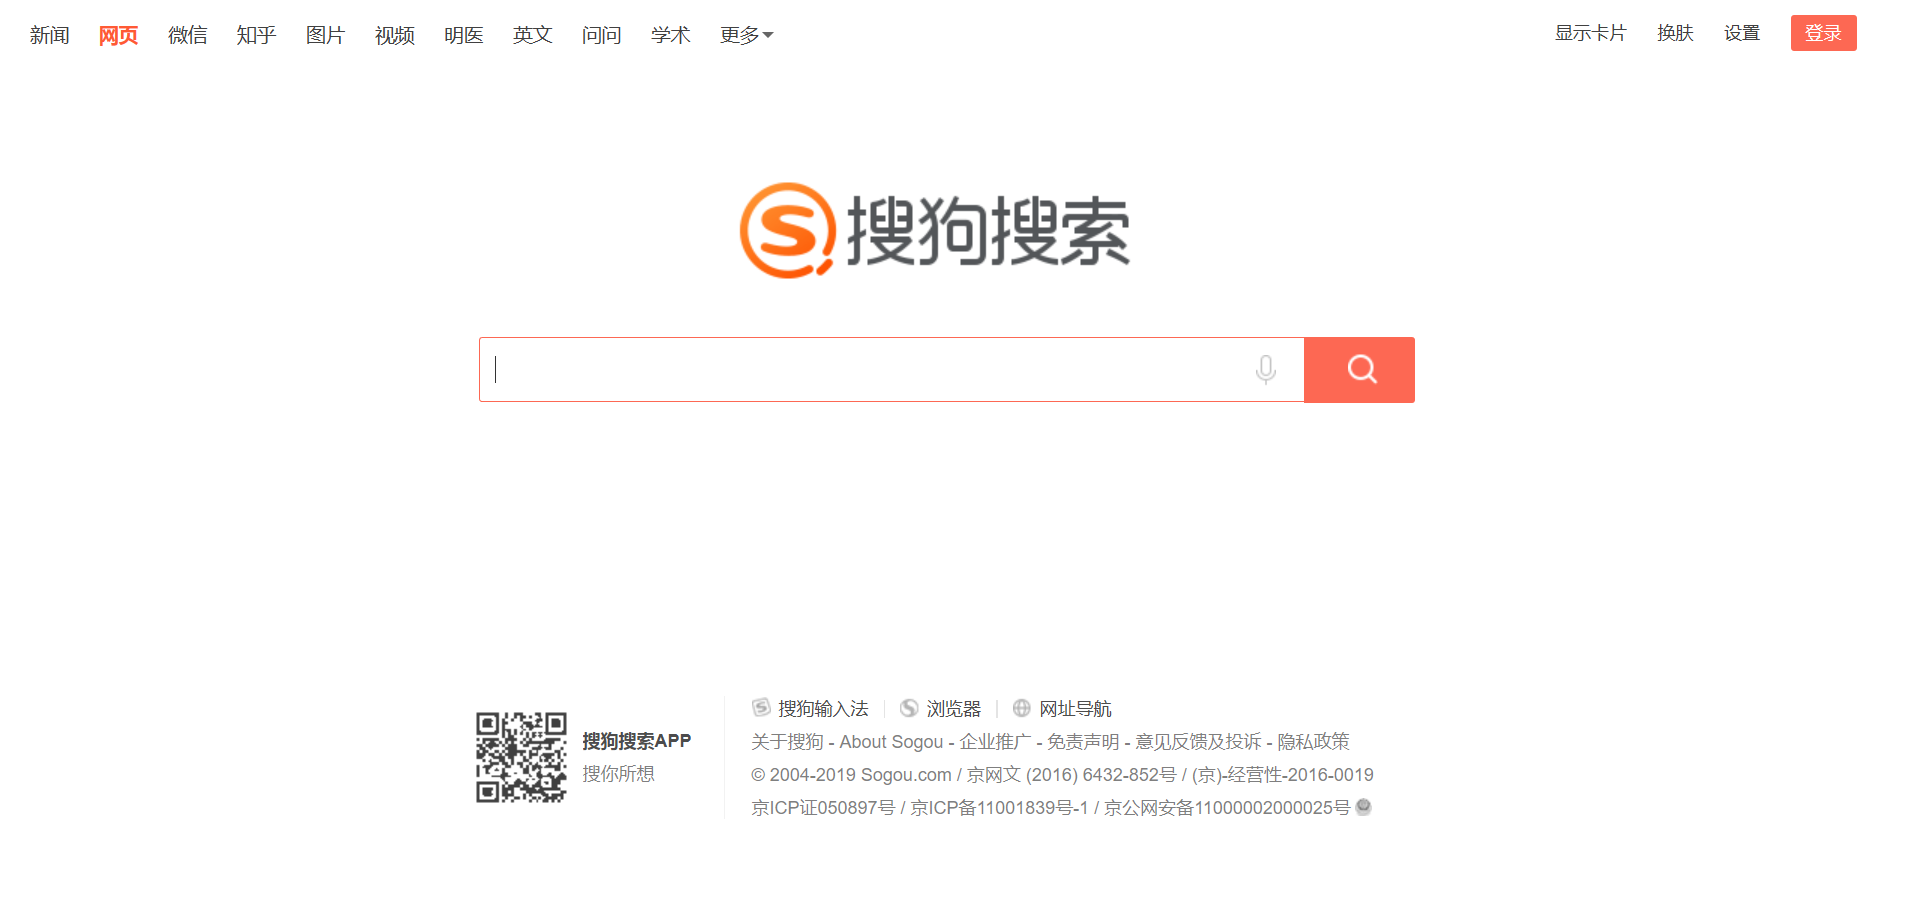 新闻 网页 微信 知乎 图片 视频 明医 英文 问问 学术 更多 显示卡片 换肤 设置 登录
搜狗搜索
搜狗搜索APP
搜你所想
搜狗输入法 浏览器 网址导航
关于搜狗 - About Sogou - 企业推广 - 免责声明 - 意见反馈及投诉 - 隐私政策
© 2004-2019 Sogou.com / 京网文 (2016) 6432-852号 / (京)-经营性-2016-0019
京ICP证050897号 / 京ICP备11001839号-1 / 京公网安备11000002000025号